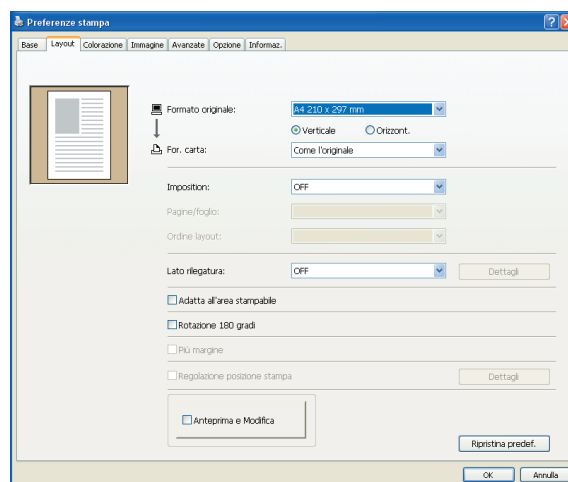 Preferenze stampa
Base Layout Colorazione Immagine Avanzate Opzione Informaz.
Formato originale: A4 210 x 297 mm
Verticale Orizzont.
For. carta: Come l'originale
Imposition: OFF
Pagine/foglio:
Ordine layout:
Lato rilegatura: OFF Dettagli
Adatta all'area stampabile
Rotazione 180 gradi
Più margine
Regolazione posizione stampa Dettagli
Anteprima e Modifica
Ripristina predef.
OK Annulla